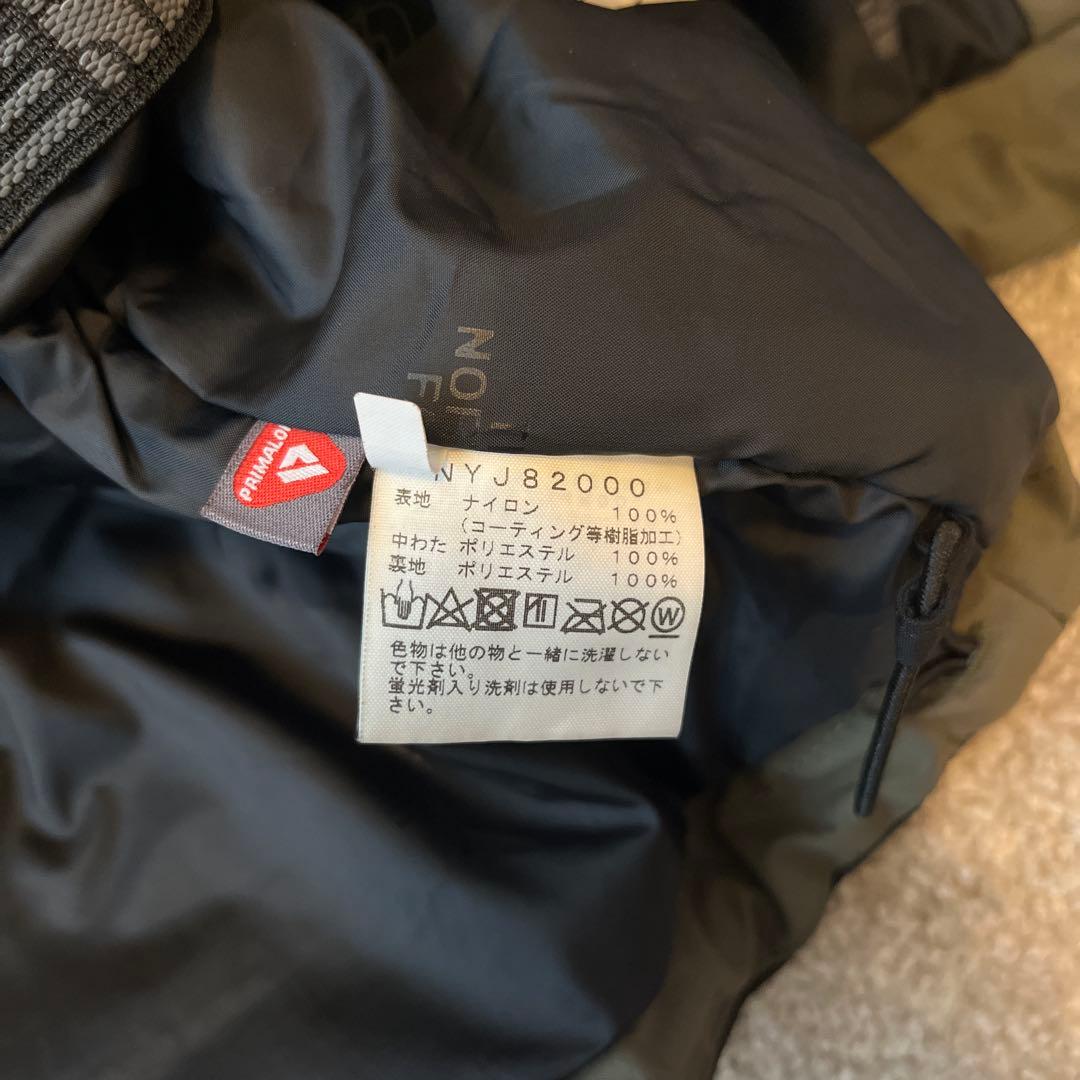 NOR
F
PRIMALO
NYJ82000
表地 ナイロン 100%
(コーティング等樹脂加工)
中わた ポリエステル 100%
裏地 ポリエステル 100%
W
色物は他の物と一緒に洗濯しない
で下さい。
蛍光剤入り洗剤は使用しないで下
さい。